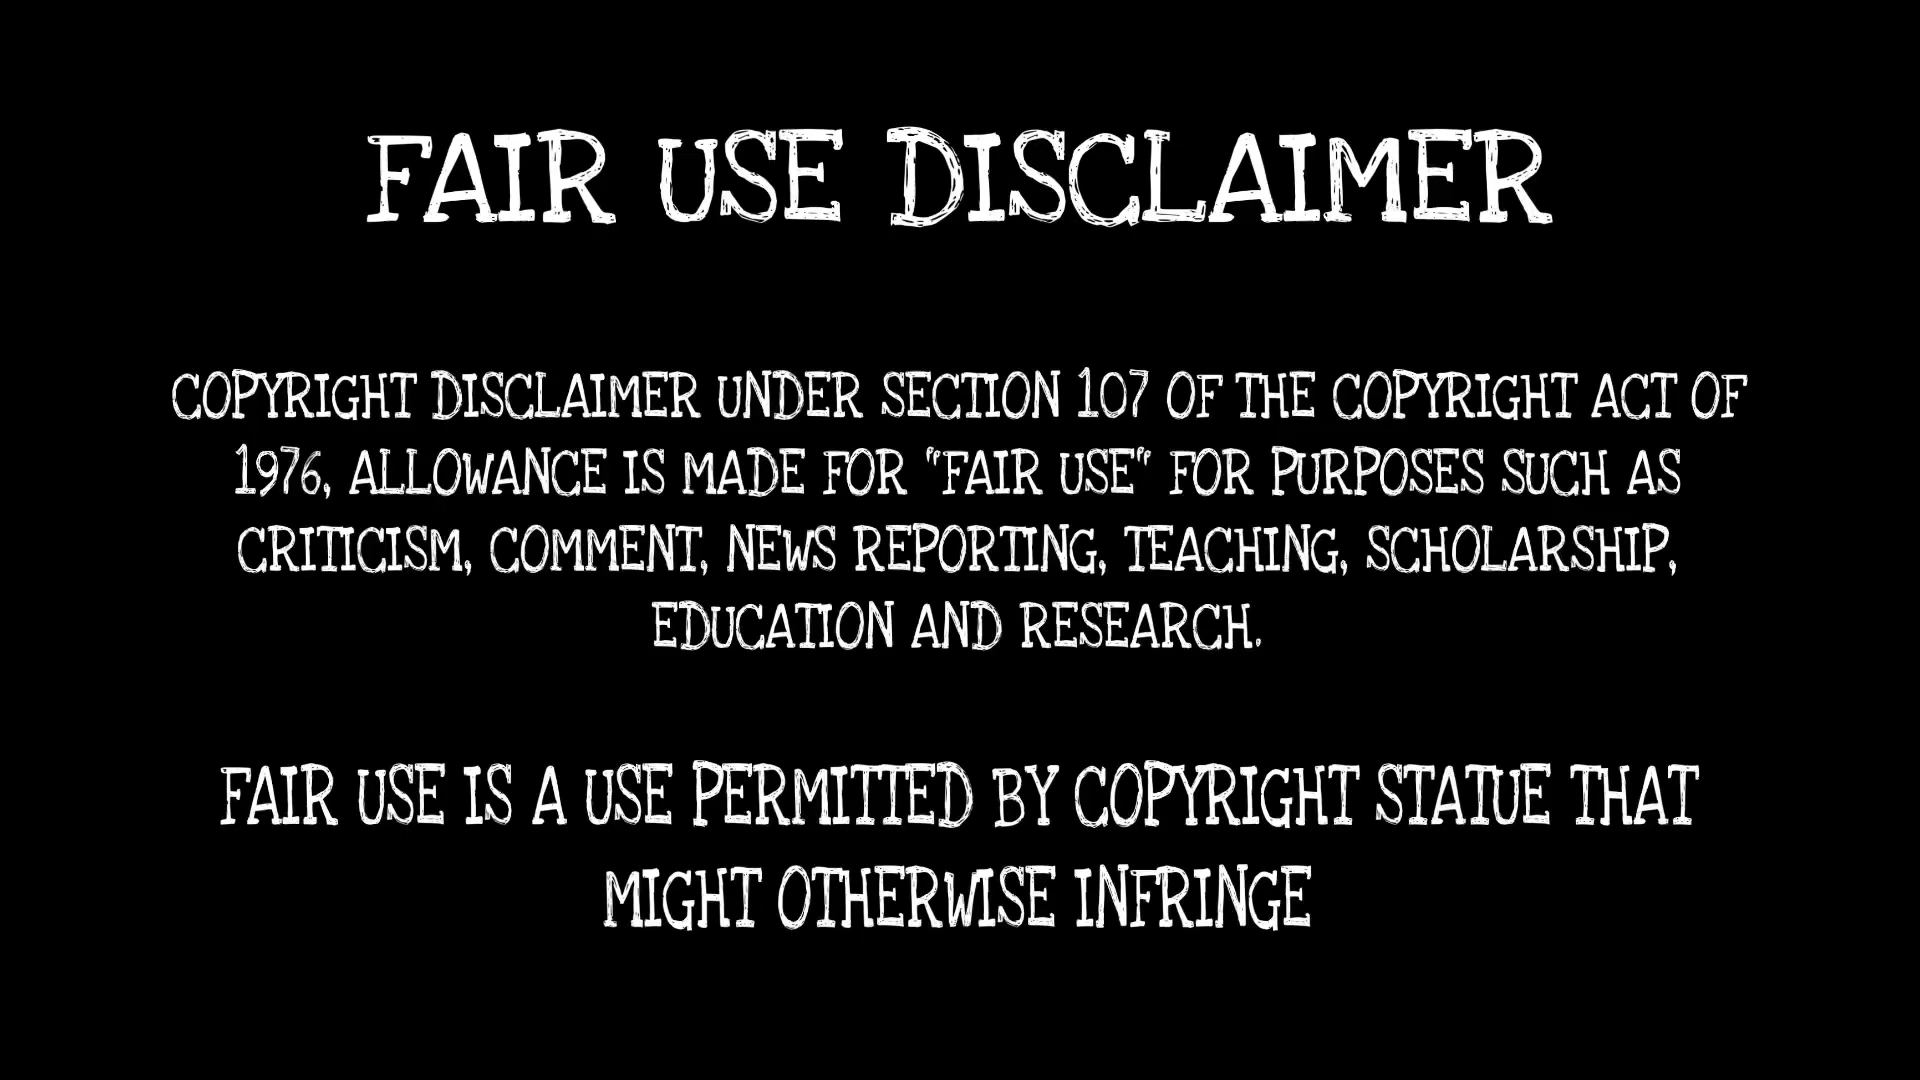 FAIR USE DISCLAIMER
COPYRIGHT DISCLAIMER UNDER SECTION 107 OF THE COPYRIGHT ACT OF
1976, ALLOWANCE IS MADE FOR "FAIR USE" FOR PURPOSES SUCH AS
CRITICISM, COMMENT, NEWS REPORTING, TEACHING, SCHOLARSHIP,
EDUCATION AND RESEARCH.
FAIR USE IS A USE PERMITTED BY COPYRIGHT STATUE THAT
MIGHT OTHERWISE INFRINGE